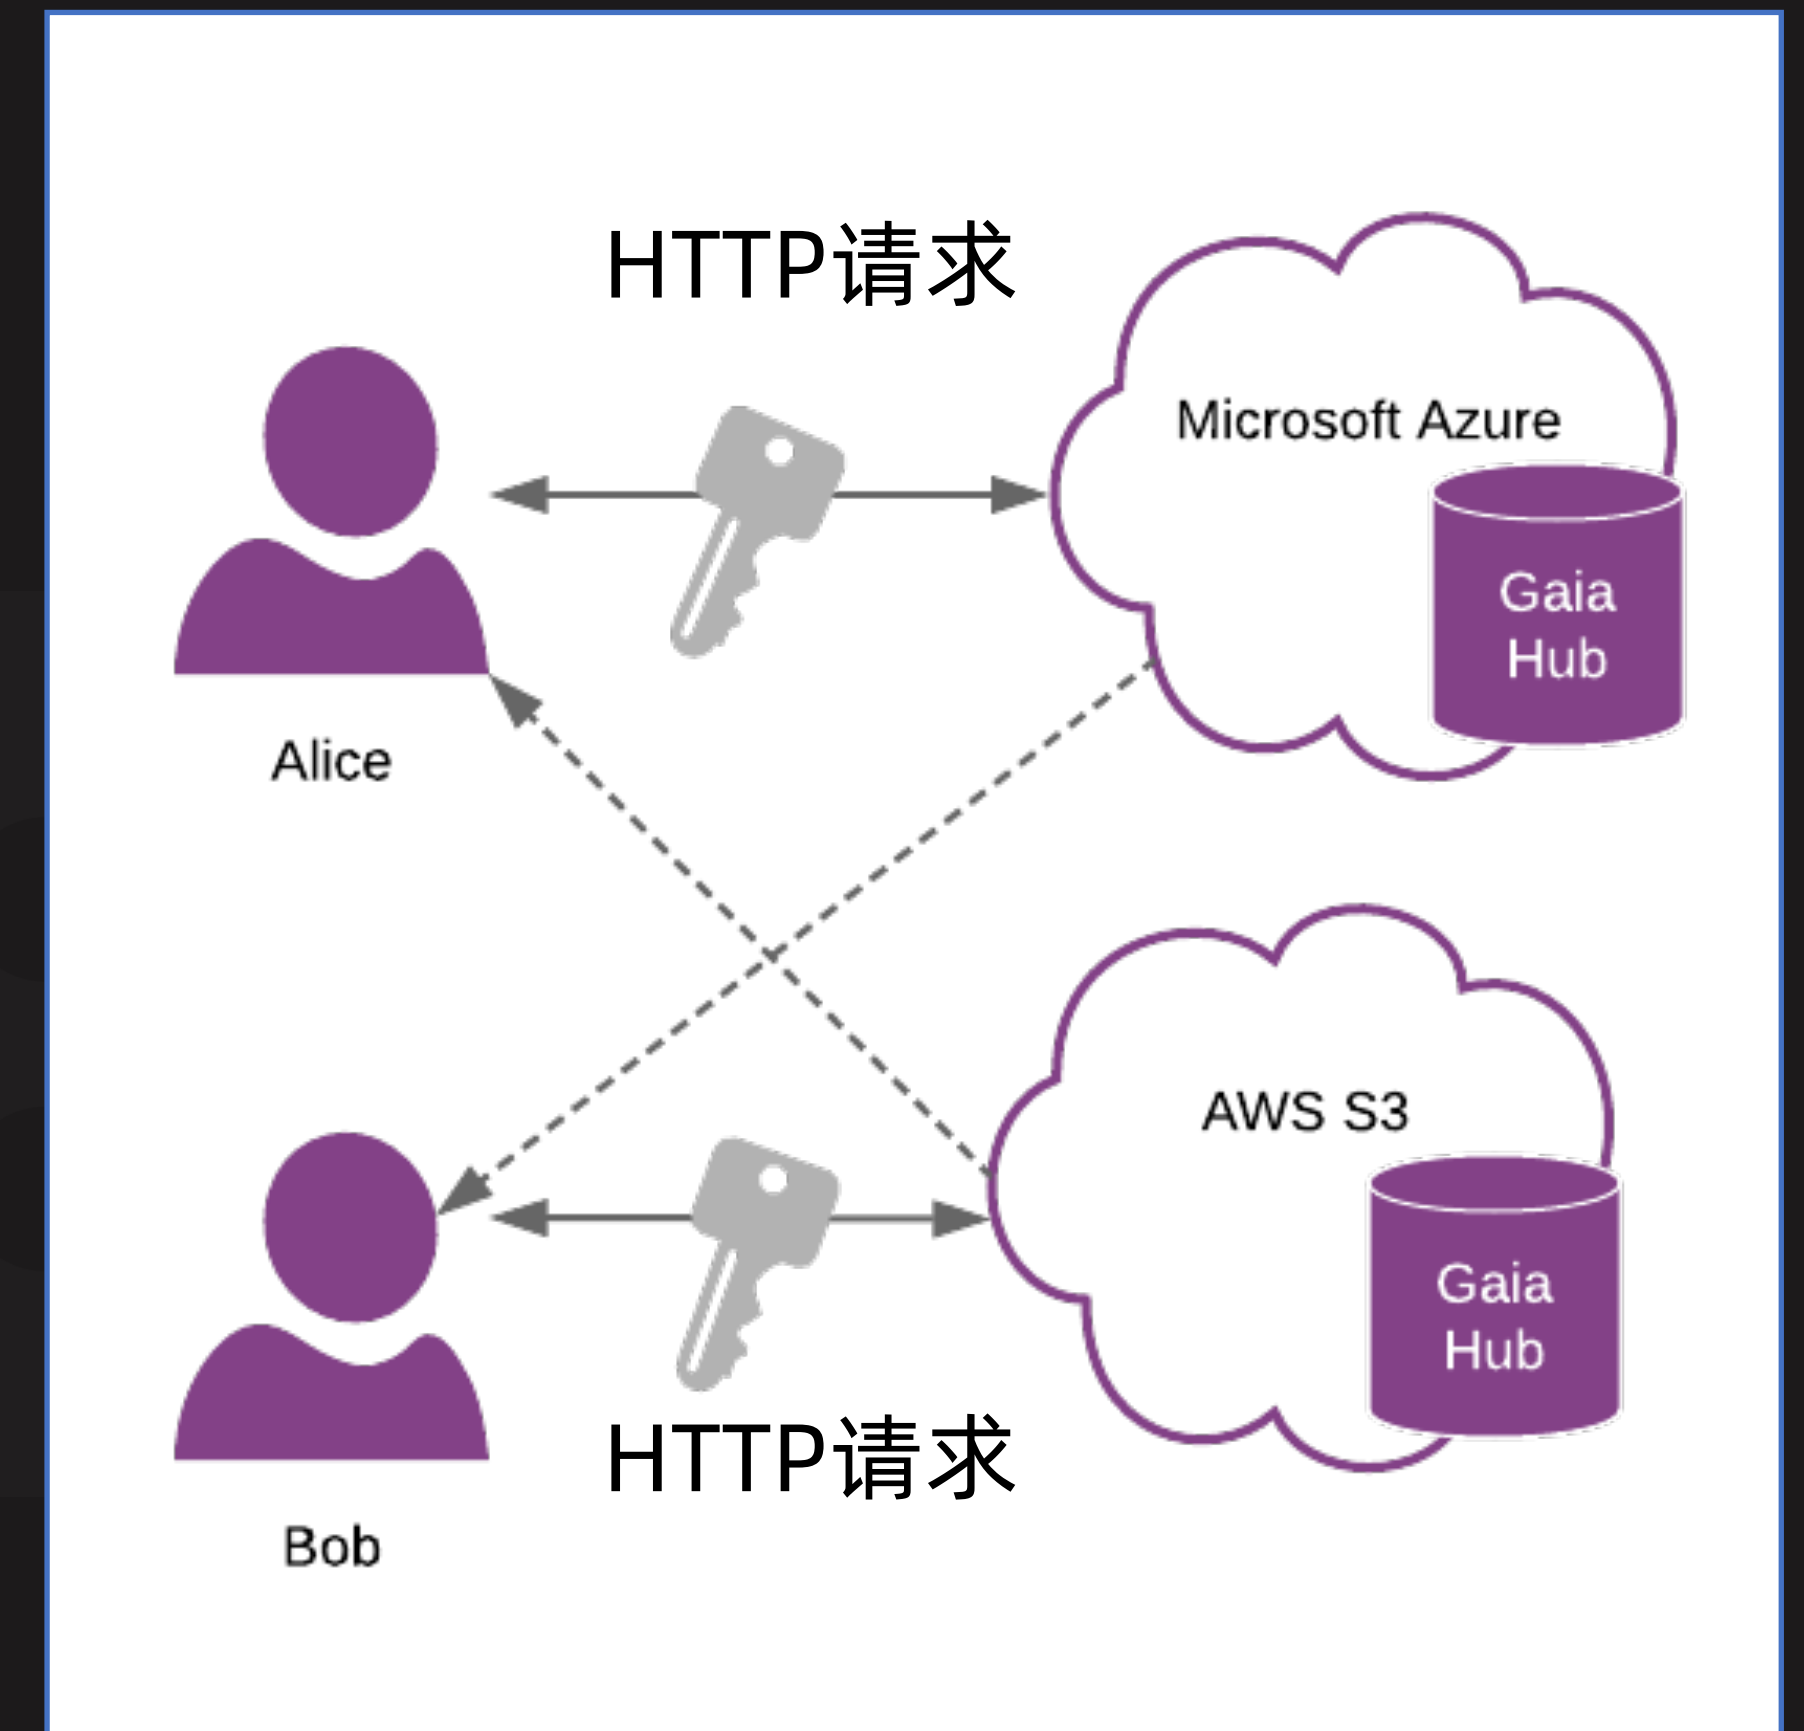 HTTP请求
Microsoft Azure
Gaia
Hub
Alice
AWS S3
Gaia
Hub
HTTP请求
Bob